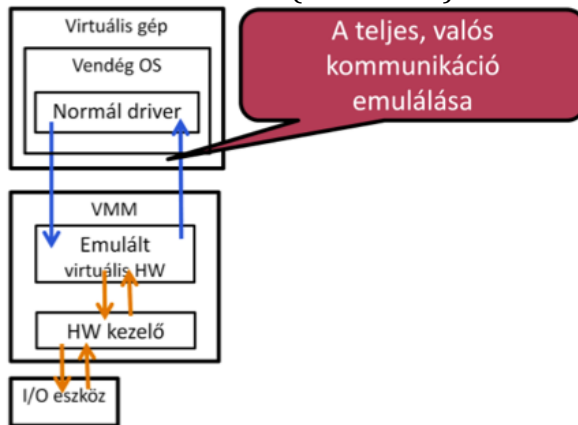 Virtuális gép
Vendég OS
Normál driver
A teljes, valós
kommunikáció
emulálása
VMM
Emulált
virtuális HW
HW kezelő
I/O eszköz